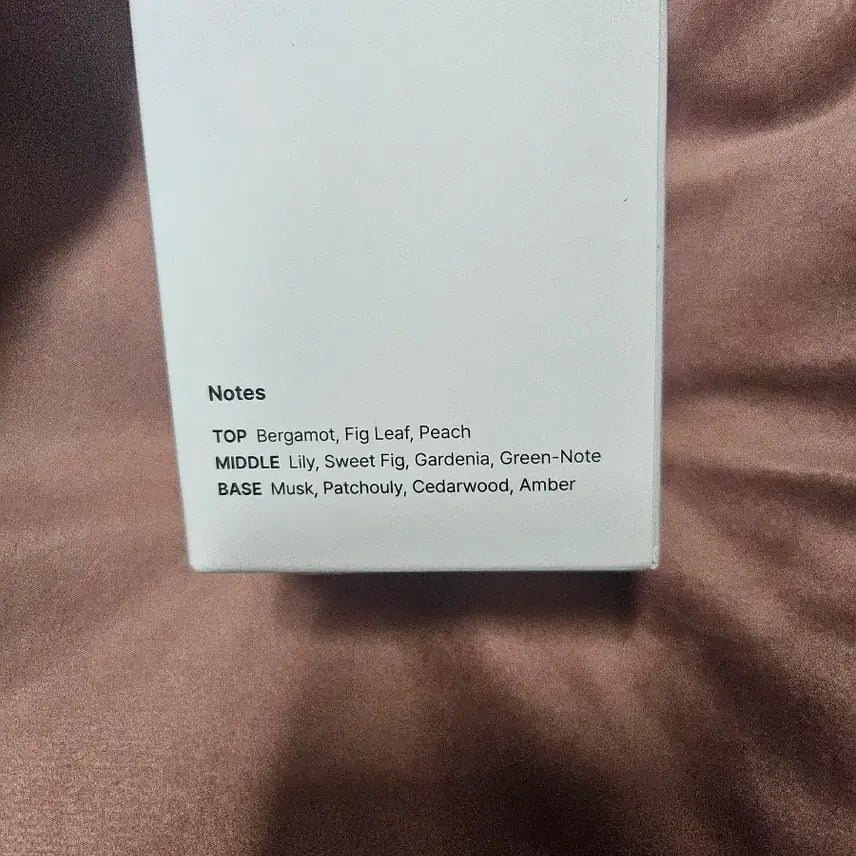 Notes
TOP Bergamot, Fig Leaf, Peach
MIDDLE Lily, Sweet Fig, Gardenia, Green-Note
BASE Musk, Patchouly, Cedarwood, Amber